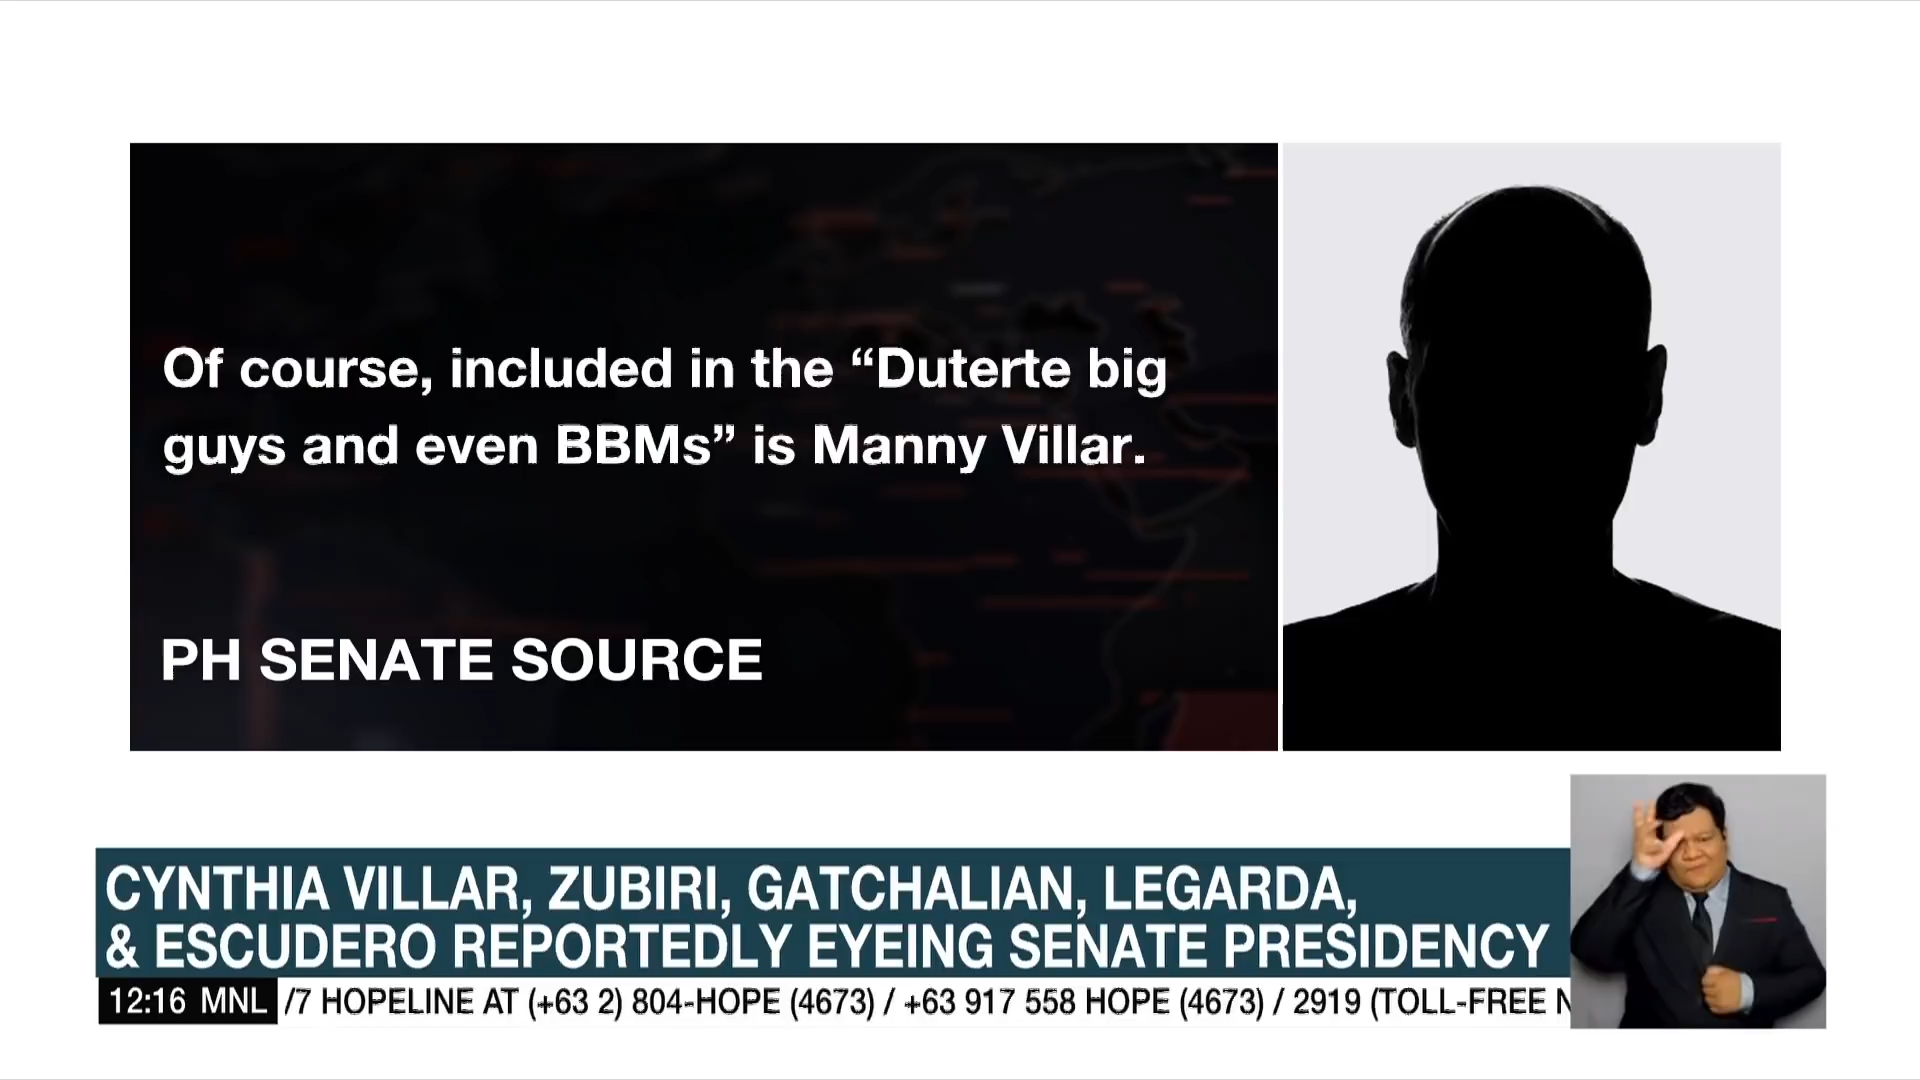 Of course, included in the “Duterte big
guys and even BBMs” is Manny Villar.
PH SENATE SOURCE
CYNTHIA VILLAR, ZUBIRI, GATCHALIAN, LEGARDA,
& ESCUDERO REPORTEDLY EYEING SENATE PRESIDENCY
12:16 MNL /7 HOPELINE AT (+63 2) 804-HOPE (4673) / +63 917 558 HOPE (4673) / 2919 (TOLL-FREE